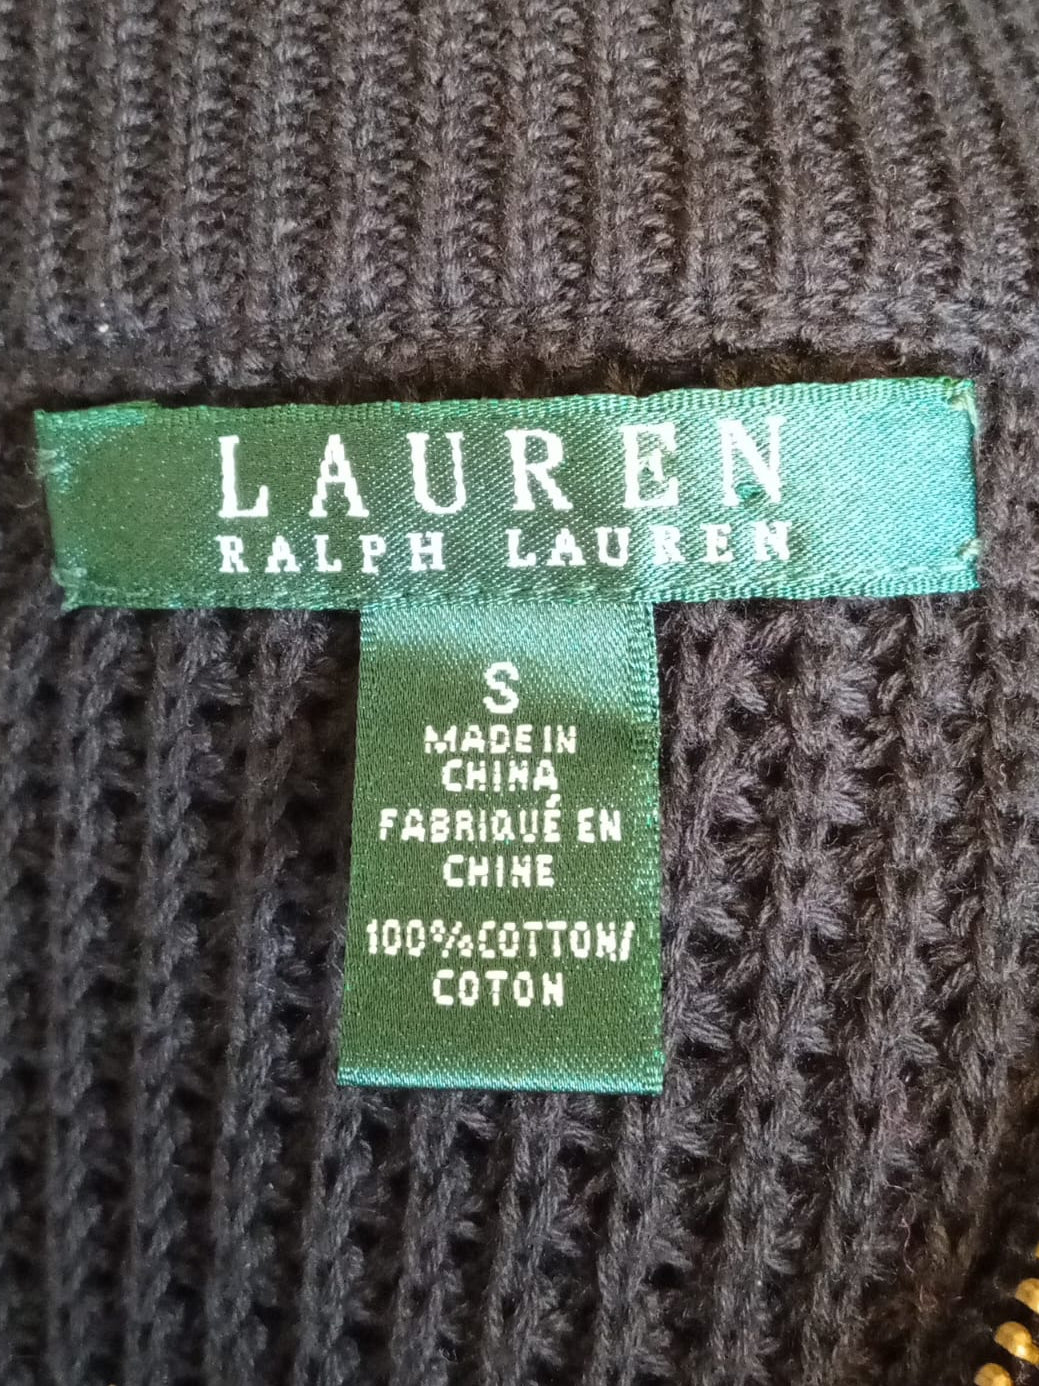 LAUREN
RALPH LAUREN
S
MADE IN
CHINA
FABRIQUÉ EN
CHINE
100%COTTON/
COTON